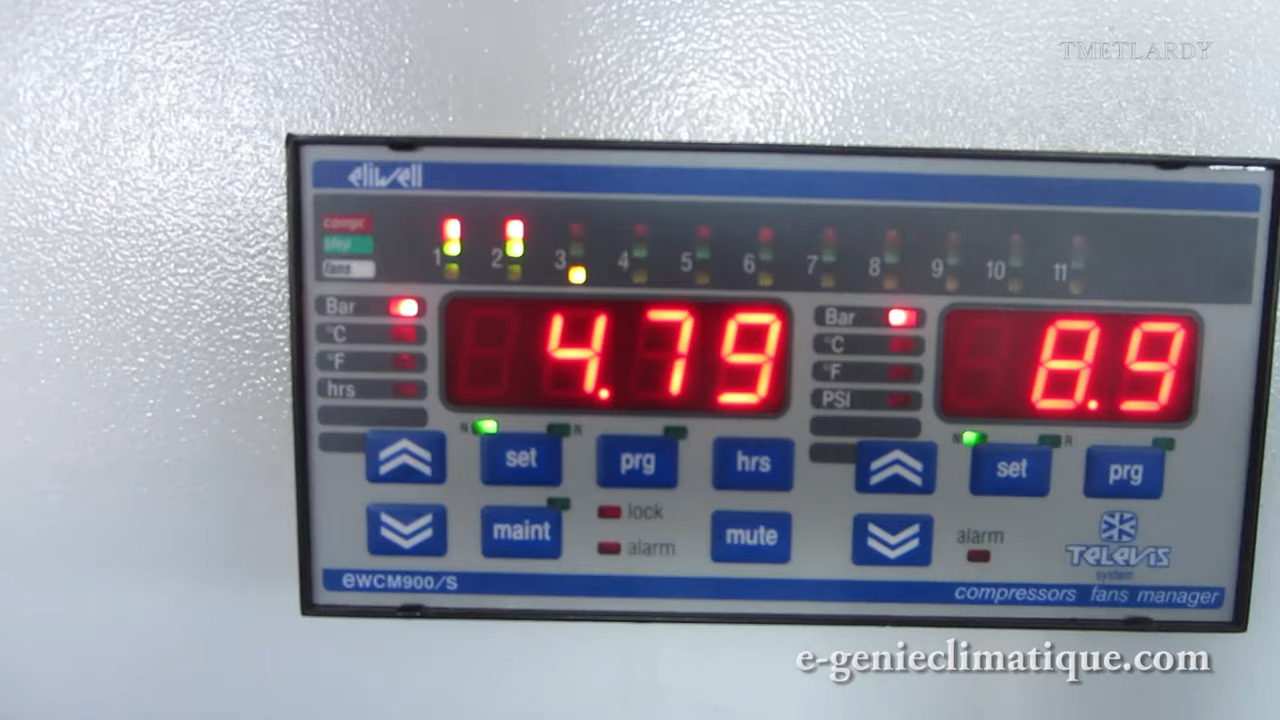 TMETLARDY
eliwell
compr.
step
fans
1 2 3 4 5 6 7 8 9 10 11
Bar
°C
°F
hrs
4.79
Bar
°C
°F
PSI
8.9
N R
set prg hrs
maint
lock
alarm
mute
N R
set prg
alarm
TELEVIS
system
eWCM900/S
compressors fans manager
e-genieclimatique.com